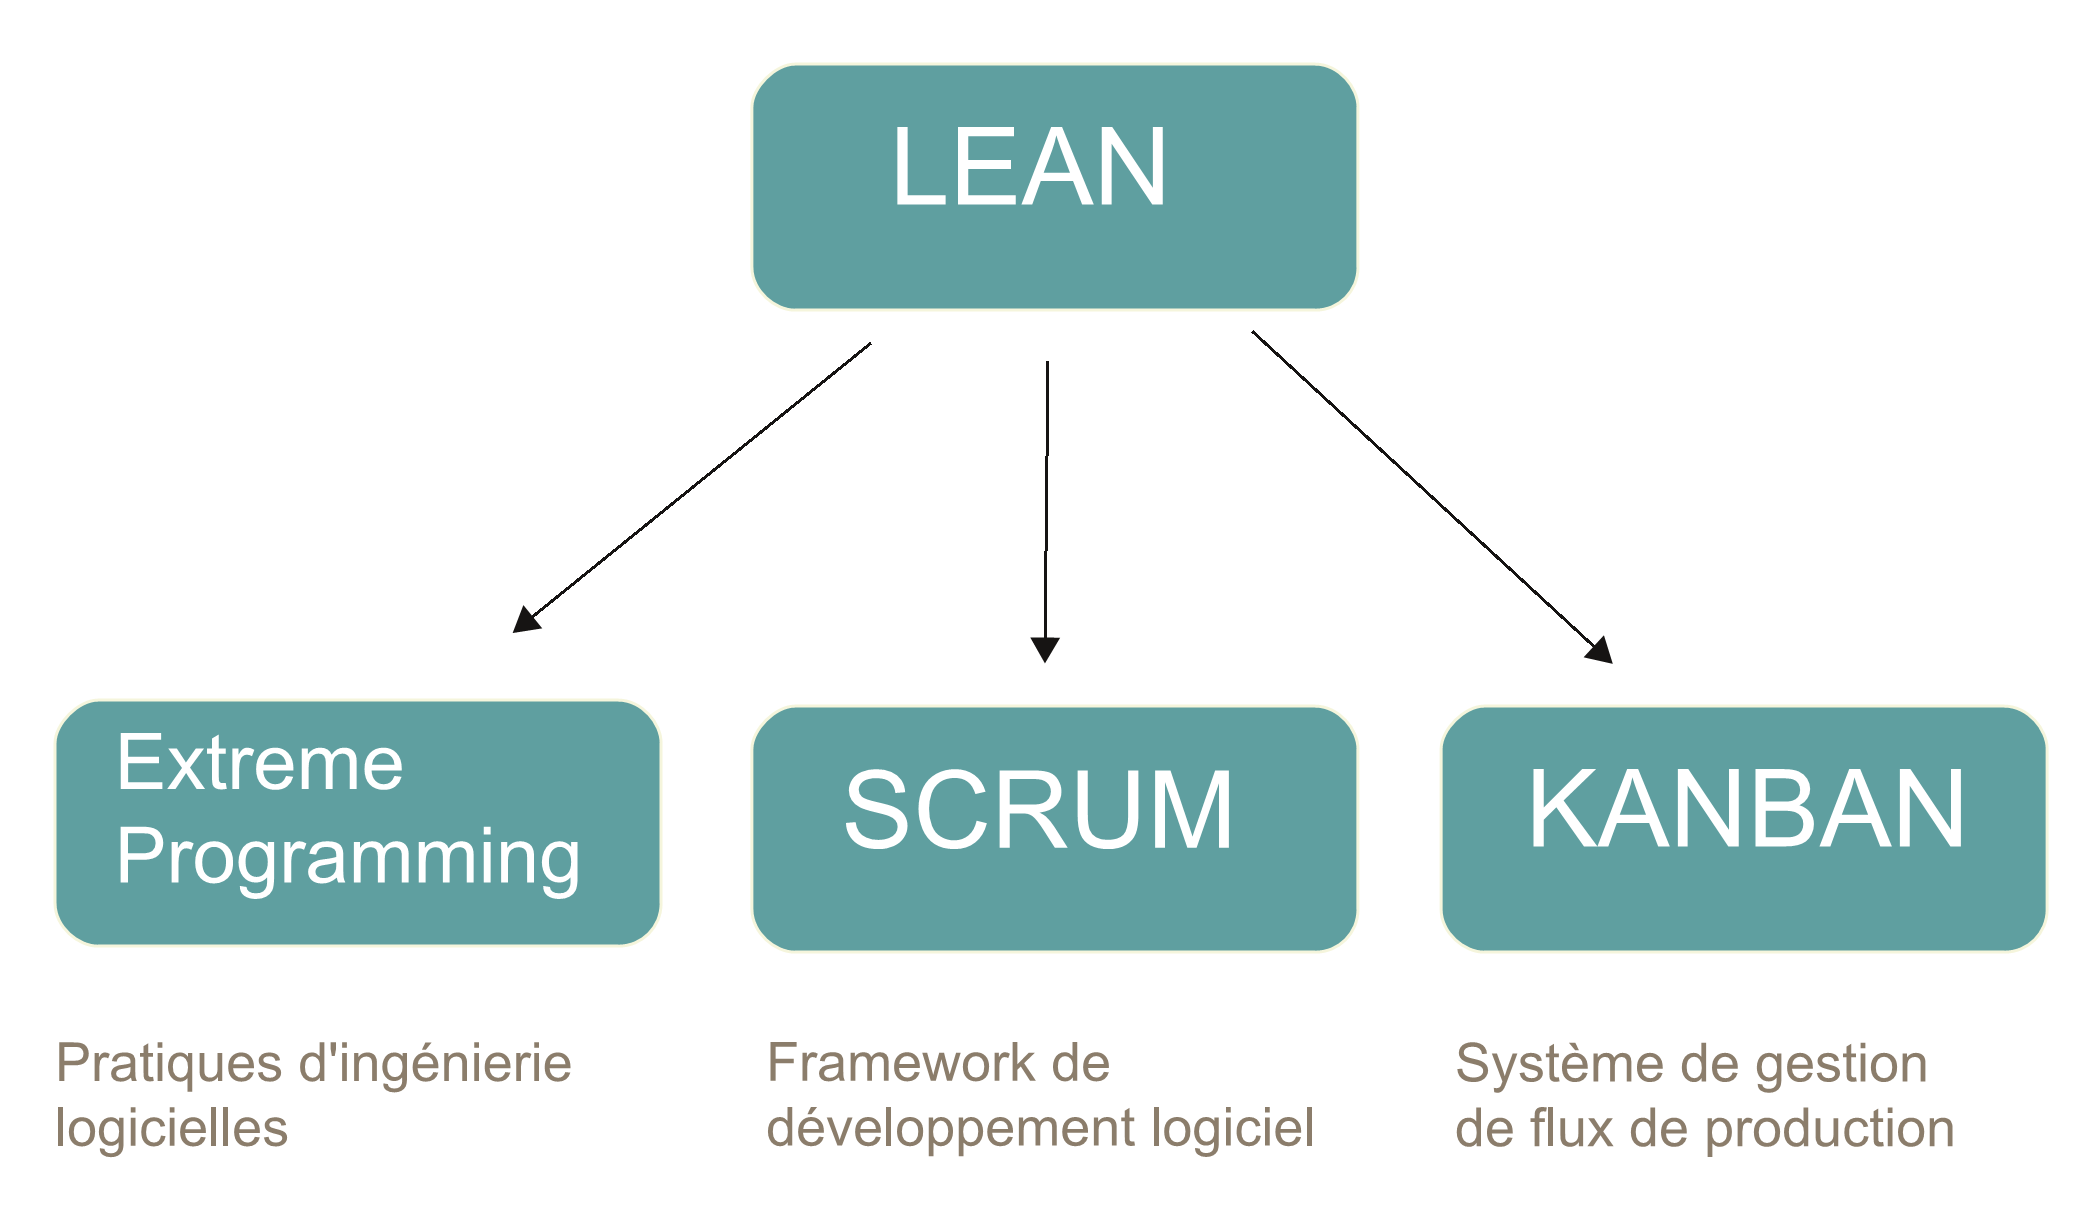 LEAN
Extreme
Programming
SCRUM
KANBAN
Pratiques d'ingénierie
logicielles
Framework de
développement logiciel
Système de gestion
de flux de production